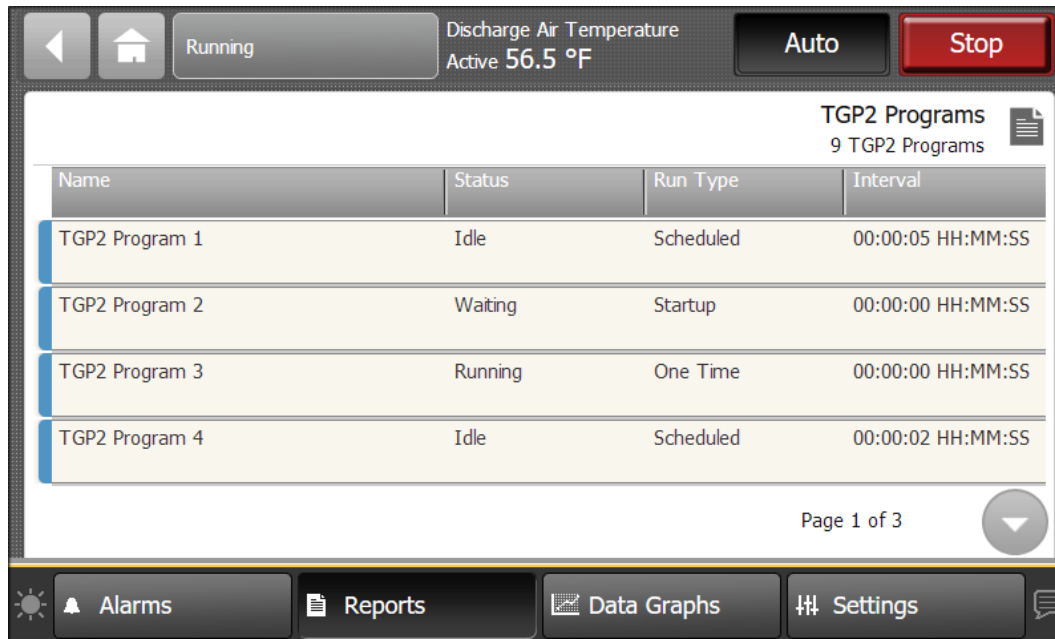 Running
Discharge Air Temperature
Active 56.5 °F
Auto
Stop
TGP2 Programs
9 TGP2 Programs
Name Status Run Type Interval
TGP2 Program 1 Idle Scheduled 00:00:05 HH:MM:SS
TGP2 Program 2 Waiting Startup 00:00:00 HH:MM:SS
TGP2 Program 3 Running One Time 00:00:00 HH:MM:SS
TGP2 Program 4 Idle Scheduled 00:00:02 HH:MM:SS
Page 1 of 3
Alarms Reports Data Graphs Settings